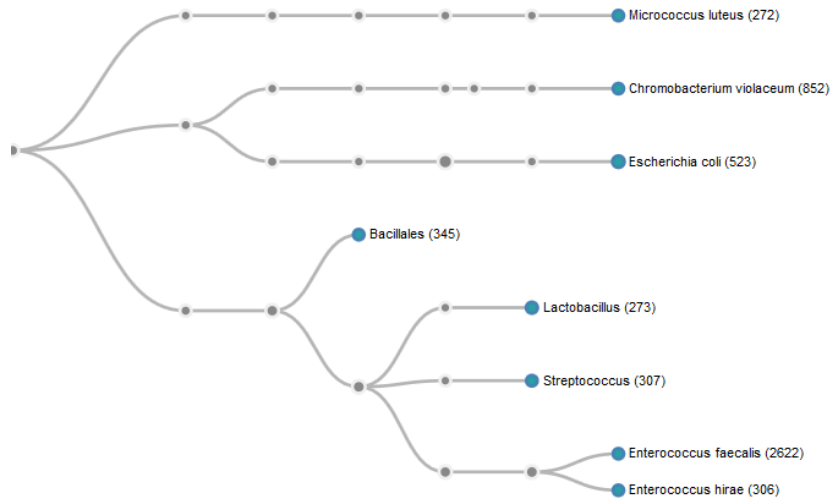 Micrococcus luteus (272)
Chromobacterium violaceum (852)
Escherichia coli (523)
Bacillales (345)
Lactobacillus (273)
Streptococcus (307)
Enterococcus faecalis (2622)
Enterococcus hirae (306)